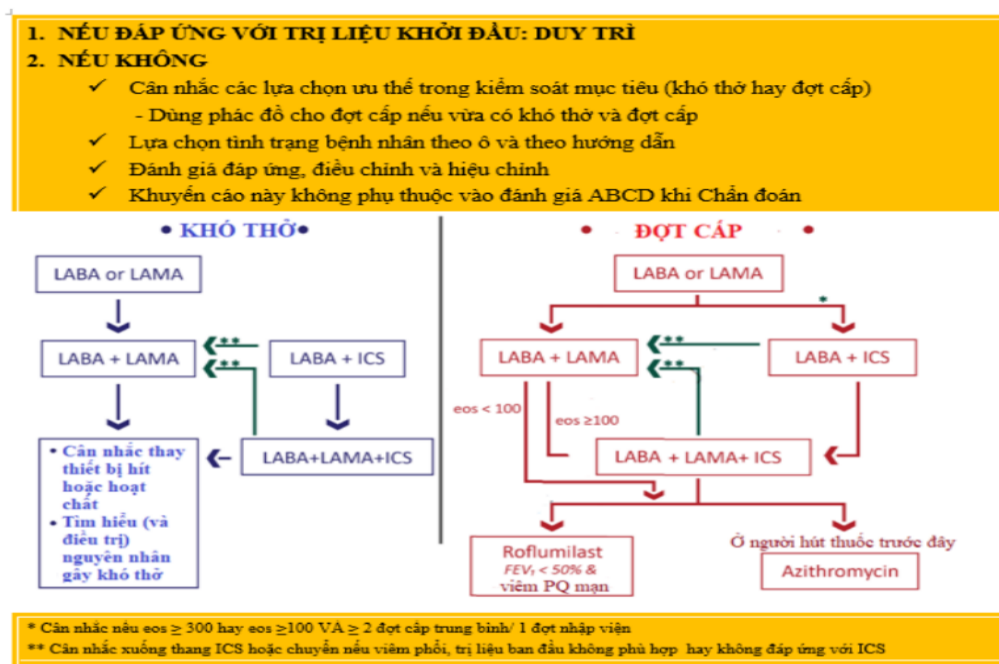 1. NẾU ĐÁP ỨNG VỚI TRỊ LIỆU KHỞI ĐẦU: DUY TRÌ
2. NẾU KHÔNG
✓ Cân nhắc các lựa chọn ưu thế trong kiểm soát mục tiêu (khó thở hay đợt cấp)
- Dùng phác đồ cho đợt cấp nếu vừa có khó thở và đợt cấp
✓ Lựa chọn tình trạng bệnh nhân theo ô và theo hướng dẫn
✓ Đánh giá đáp ứng, điều chỉnh và hiệu chỉnh
✓ Khuyến cáo này không phụ thuộc vào đánh giá ABCD khi Chẩn đoán
• KHÓ THỞ•
LABA or LAMA
LABA + LAMA
**
**
LABA + ICS
• Cân nhắc thay
thiết bị hít
hoặc hoạt
chất
• Tìm hiểu (và
điều trị)
nguyên nhân
gây khó thở
LABA+LAMA+ICS
• ĐỢT CẤP •
LABA or LAMA
*
LABA + LAMA
**
**
LABA + ICS
eos < 100
eos ≥100
LABA + LAMA+ ICS
Roflumilast
FEV₁ < 50% &
viêm PQ mạn
Ở người hút thuốc trước đây
Azithromycin
* Cân nhắc nếu eos ≥ 300 hay eos ≥100 VÀ ≥ 2 đợt cấp trung bình/ 1 đợt nhập viện
** Cân nhắc xuống thang ICS hoặc chuyển nếu viêm phổi, trị liệu ban đầu không phù hợp hay không đáp ứng với ICS